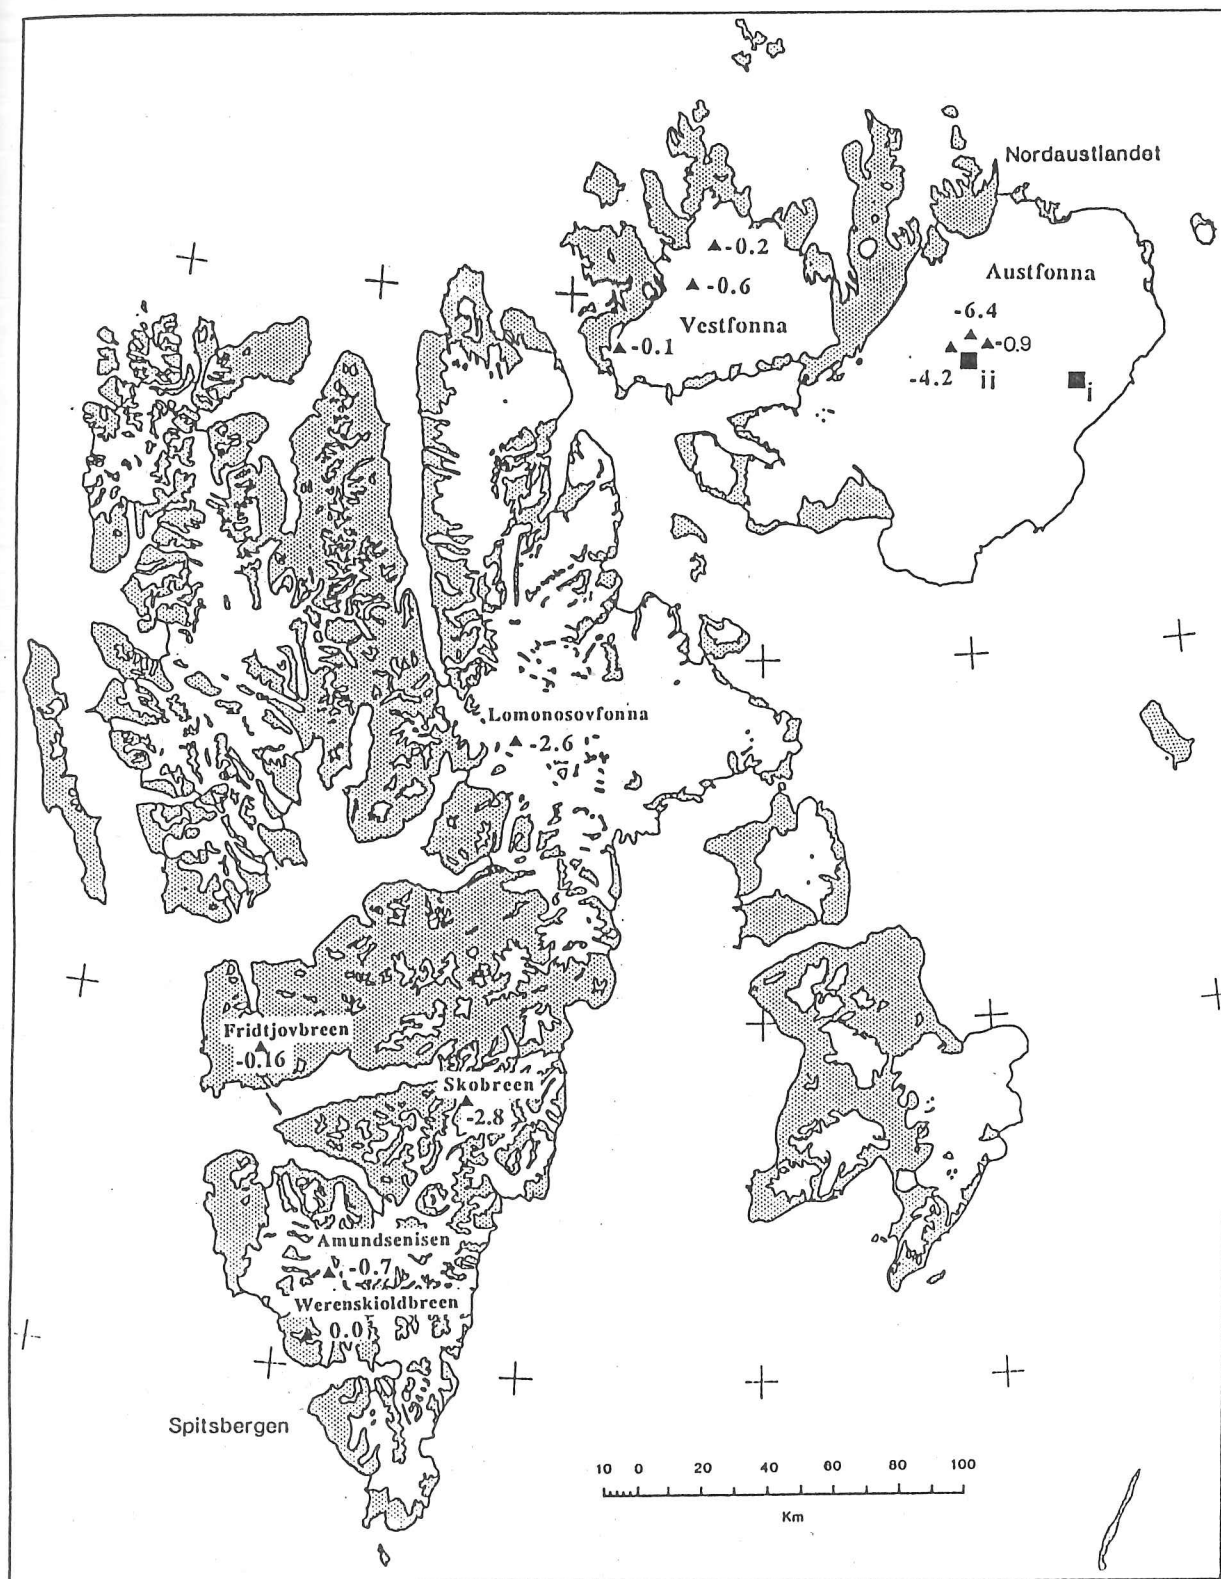 Nordaustlandet
-0.2
Austfonna
-0.6
-6.4
Vestfonna
-0.1
-0.9
-4.2
ii
i
Lomonosovfonna
-2.6
Fridtjovbreen
-0.16
Skobreen
-2.8
Amundsenisen
-0.7
Werenskioldbreen
0.0
Spitsbergen
10 0 20 40 60 80 100
Km